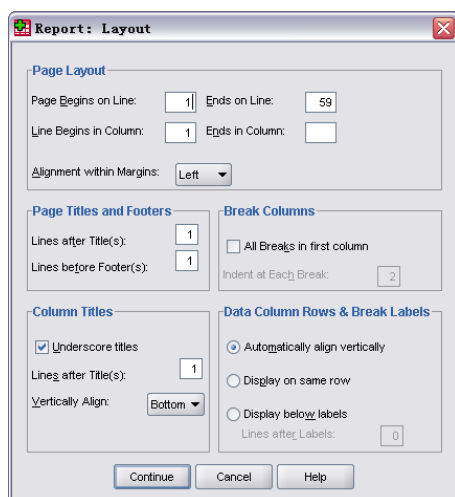 Report: Layout
Page Layout
Page Begins on Line: 1 Ends on Line: 59
Line Begins in Column: 1 Ends in Column:
Alignment within Margins: Left
Page Titles and Footers
Lines after Title(s): 1
Lines before Footer(s): 1
Break Columns
All Breaks in first column
Indent at Each Break: 2
Column Titles
Underscore titles
Lines after Title(s): 1
Vertically Align: Bottom
Data Column Rows & Break Labels
Automatically align vertically
Display on same row
Display below labels
Lines after Labels: 0
Continue Cancel Help